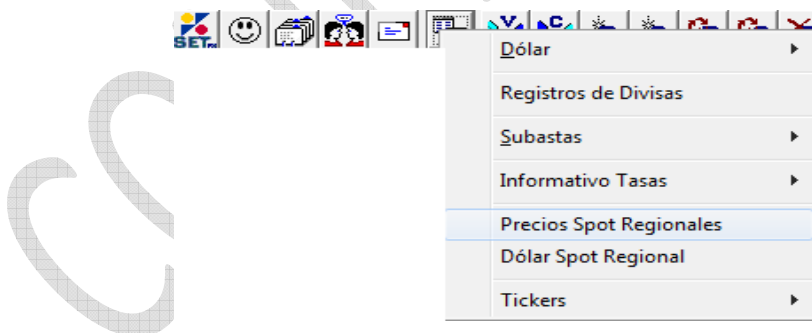 SET
V
C
Dólar
Registros de Divisas
Subastas
Informativo Tasas
Precios Spot Regionales
Dólar Spot Regional
Tickers